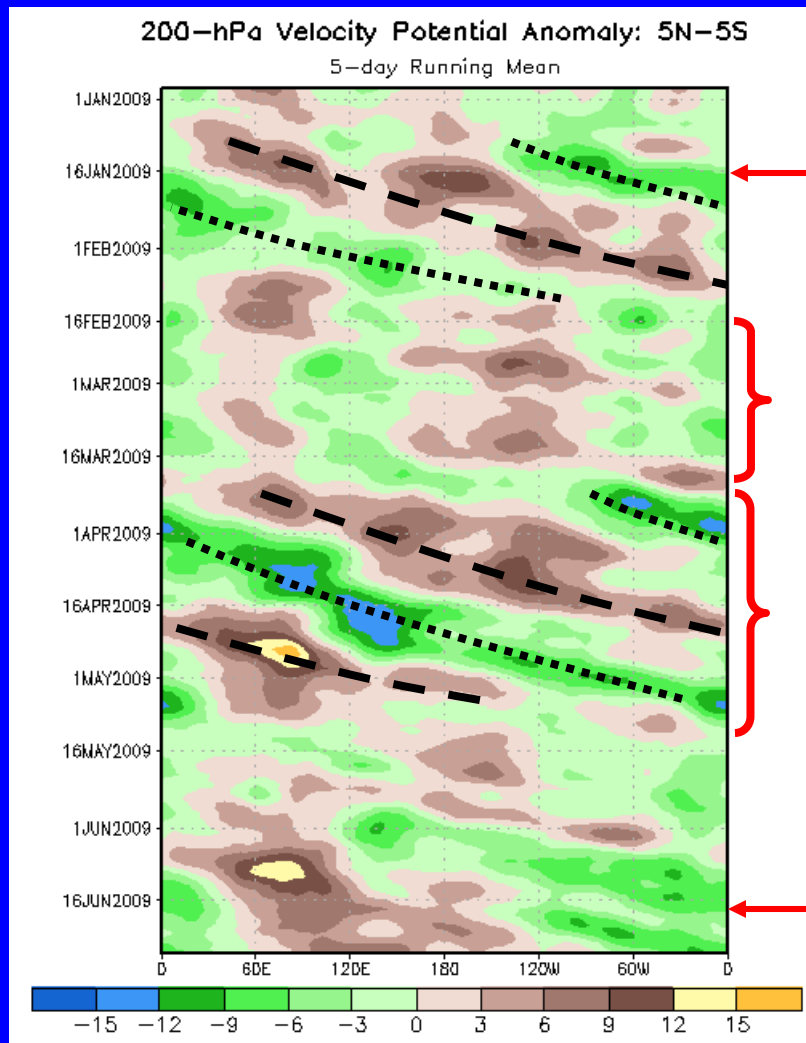 200-hPa Velocity Potential Anomaly: 5N-5S
5-day Running Mean
1JAN2009
16JAN2009
1FEB2009
16FEB2009
1MAR2009
16MAR2009
1APR2009
16APR2009
1MAY2009
16MAY2009
1JUN2009
16JUN2009
0 60E 120E 180 120W 60W 0
-15 -12 -9 -6 -3 0 3 6 9 12 15